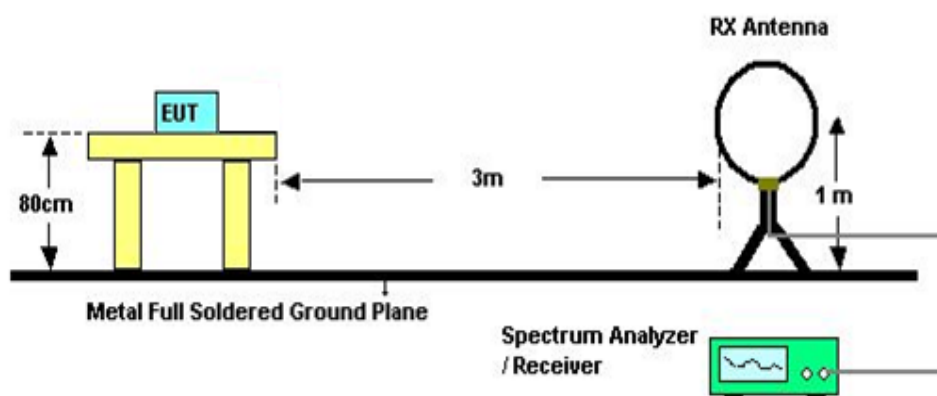 RX Antenna
EUT
80cm
3m
1 m
Metal Full Soldered Ground Plane
Spectrum Analyzer
/ Receiver